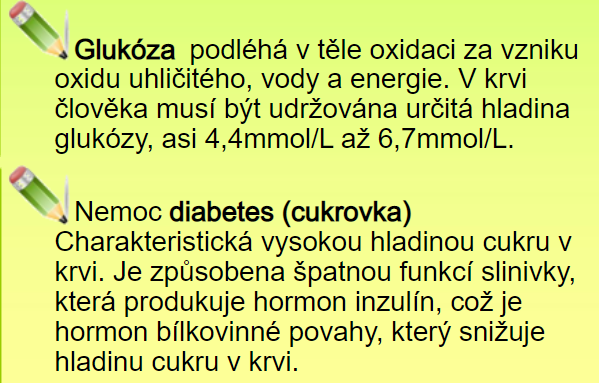 Glukóza podléhá v těle oxidaci za vzniku
oxidu uhličitého, vody a energie. V krvi
člověka musí být udržována určitá hladina
glukózy, asi 4,4mmol/L až 6,7mmol/L.
Nemoc diabetes (cukrovka)
Charakteristická vysokou hladinou cukru v
krvi. Je způsobena špatnou funkcí slinivky,
která produkuje hormon inzulín, což je
hormon bílkovinné povahy, který snižuje
hladinu cukru v krvi.